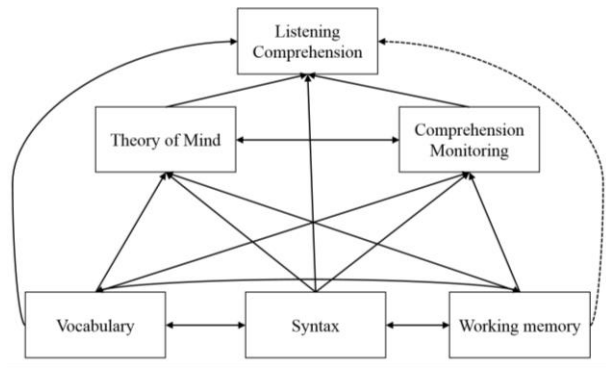 Listening
Comprehension
Theory of Mind
Comprehension
Monitoring
Vocabulary
Syntax
Working memory